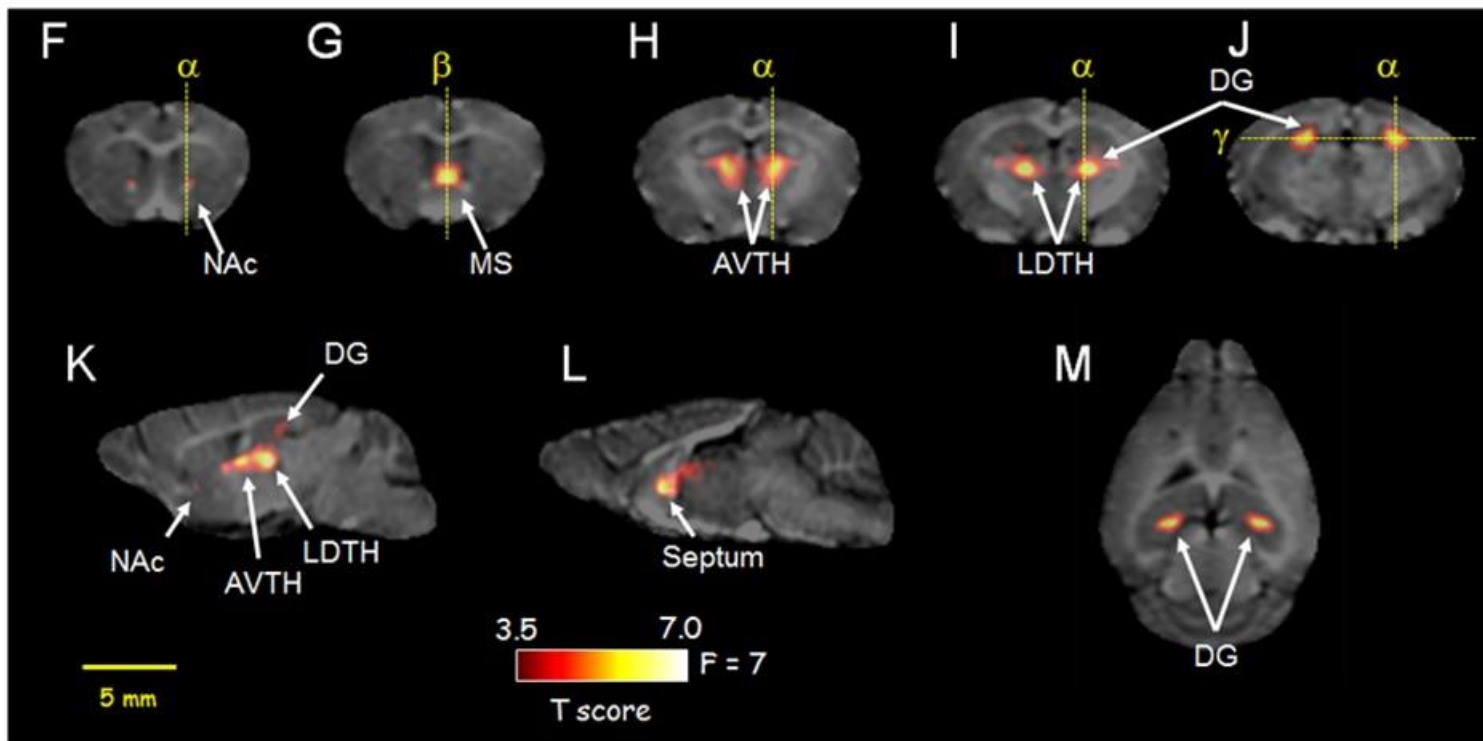 F G H I J
α β α α DG α
γ
NAc MS AVTH LDTH
K DG L M
NAc AVTH LDTH Septum
3.5 7.0
F = 7
T score
DG
5 mm